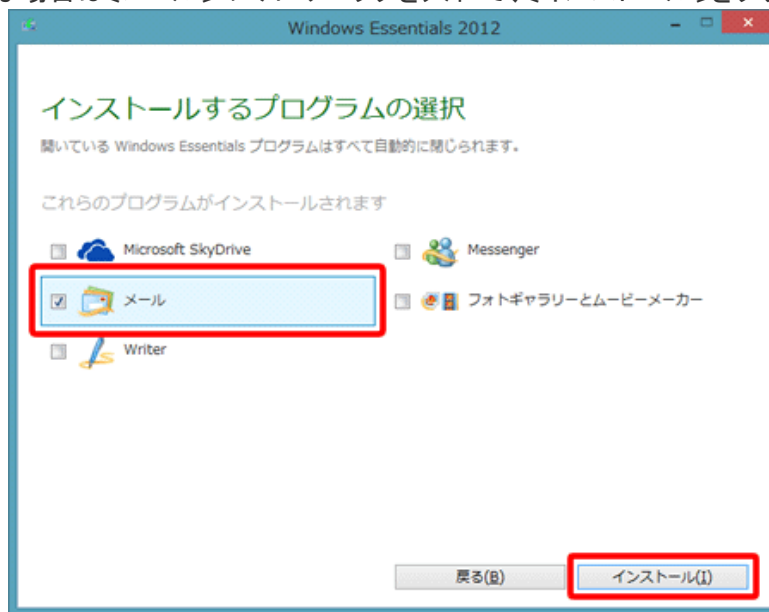 Windows Essentials 2012
インストールするプログラムの選択
開いている Windows Essentials プログラムはすべて自動的に閉じられます。
これらのプログラムがインストールされます
Microsoft SkyDrive
Messenger
メール
フォトギャラリーとムービーメーカー
Writer
戻る(B)
インストール(I)